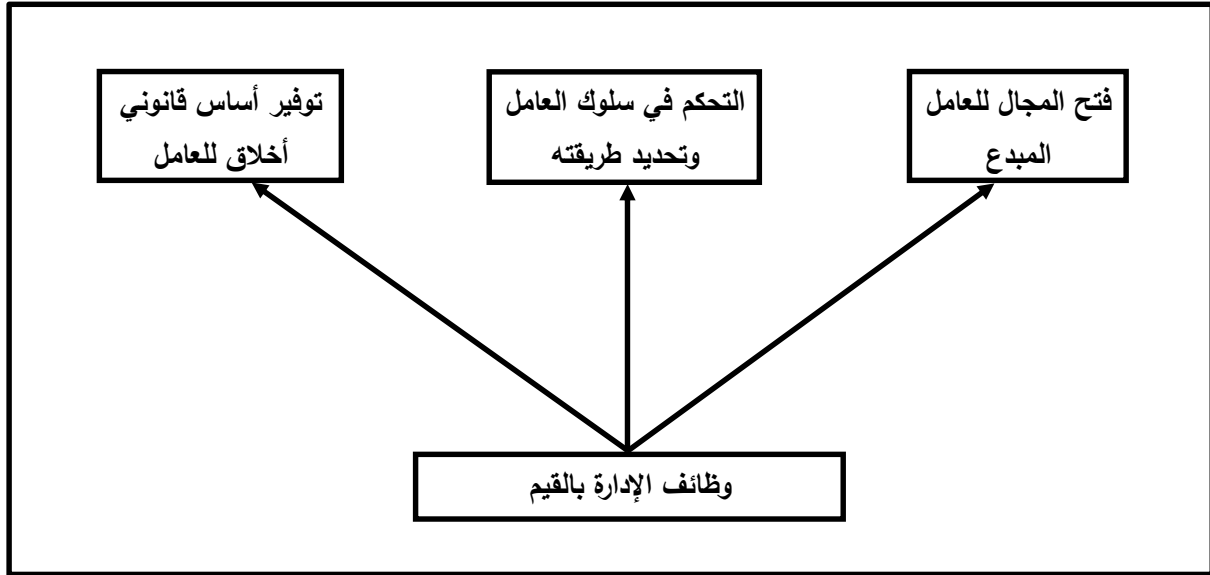 فتح المجال للعامل
المبدع
التحكم في سلوك العامل
وتحديد طريقته
توفير أساس قانوني
أخلاق للعامل
وظائف الإدارة بالقيم